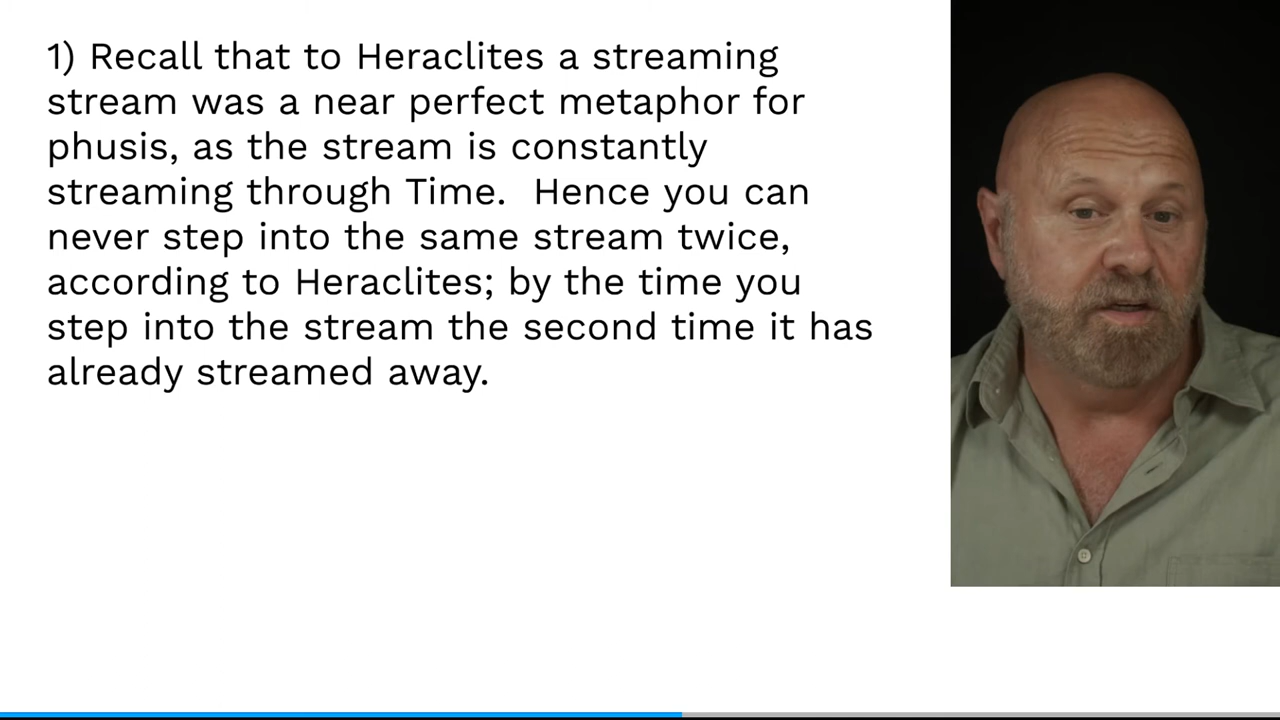 1) Recall that to Heraclites a streaming
stream was a near perfect metaphor for
phusis, as the stream is constantly
streaming through Time.  Hence you can
never step into the same stream twice,
according to Heraclites; by the time you
step into the stream the second time it has
already streamed away.